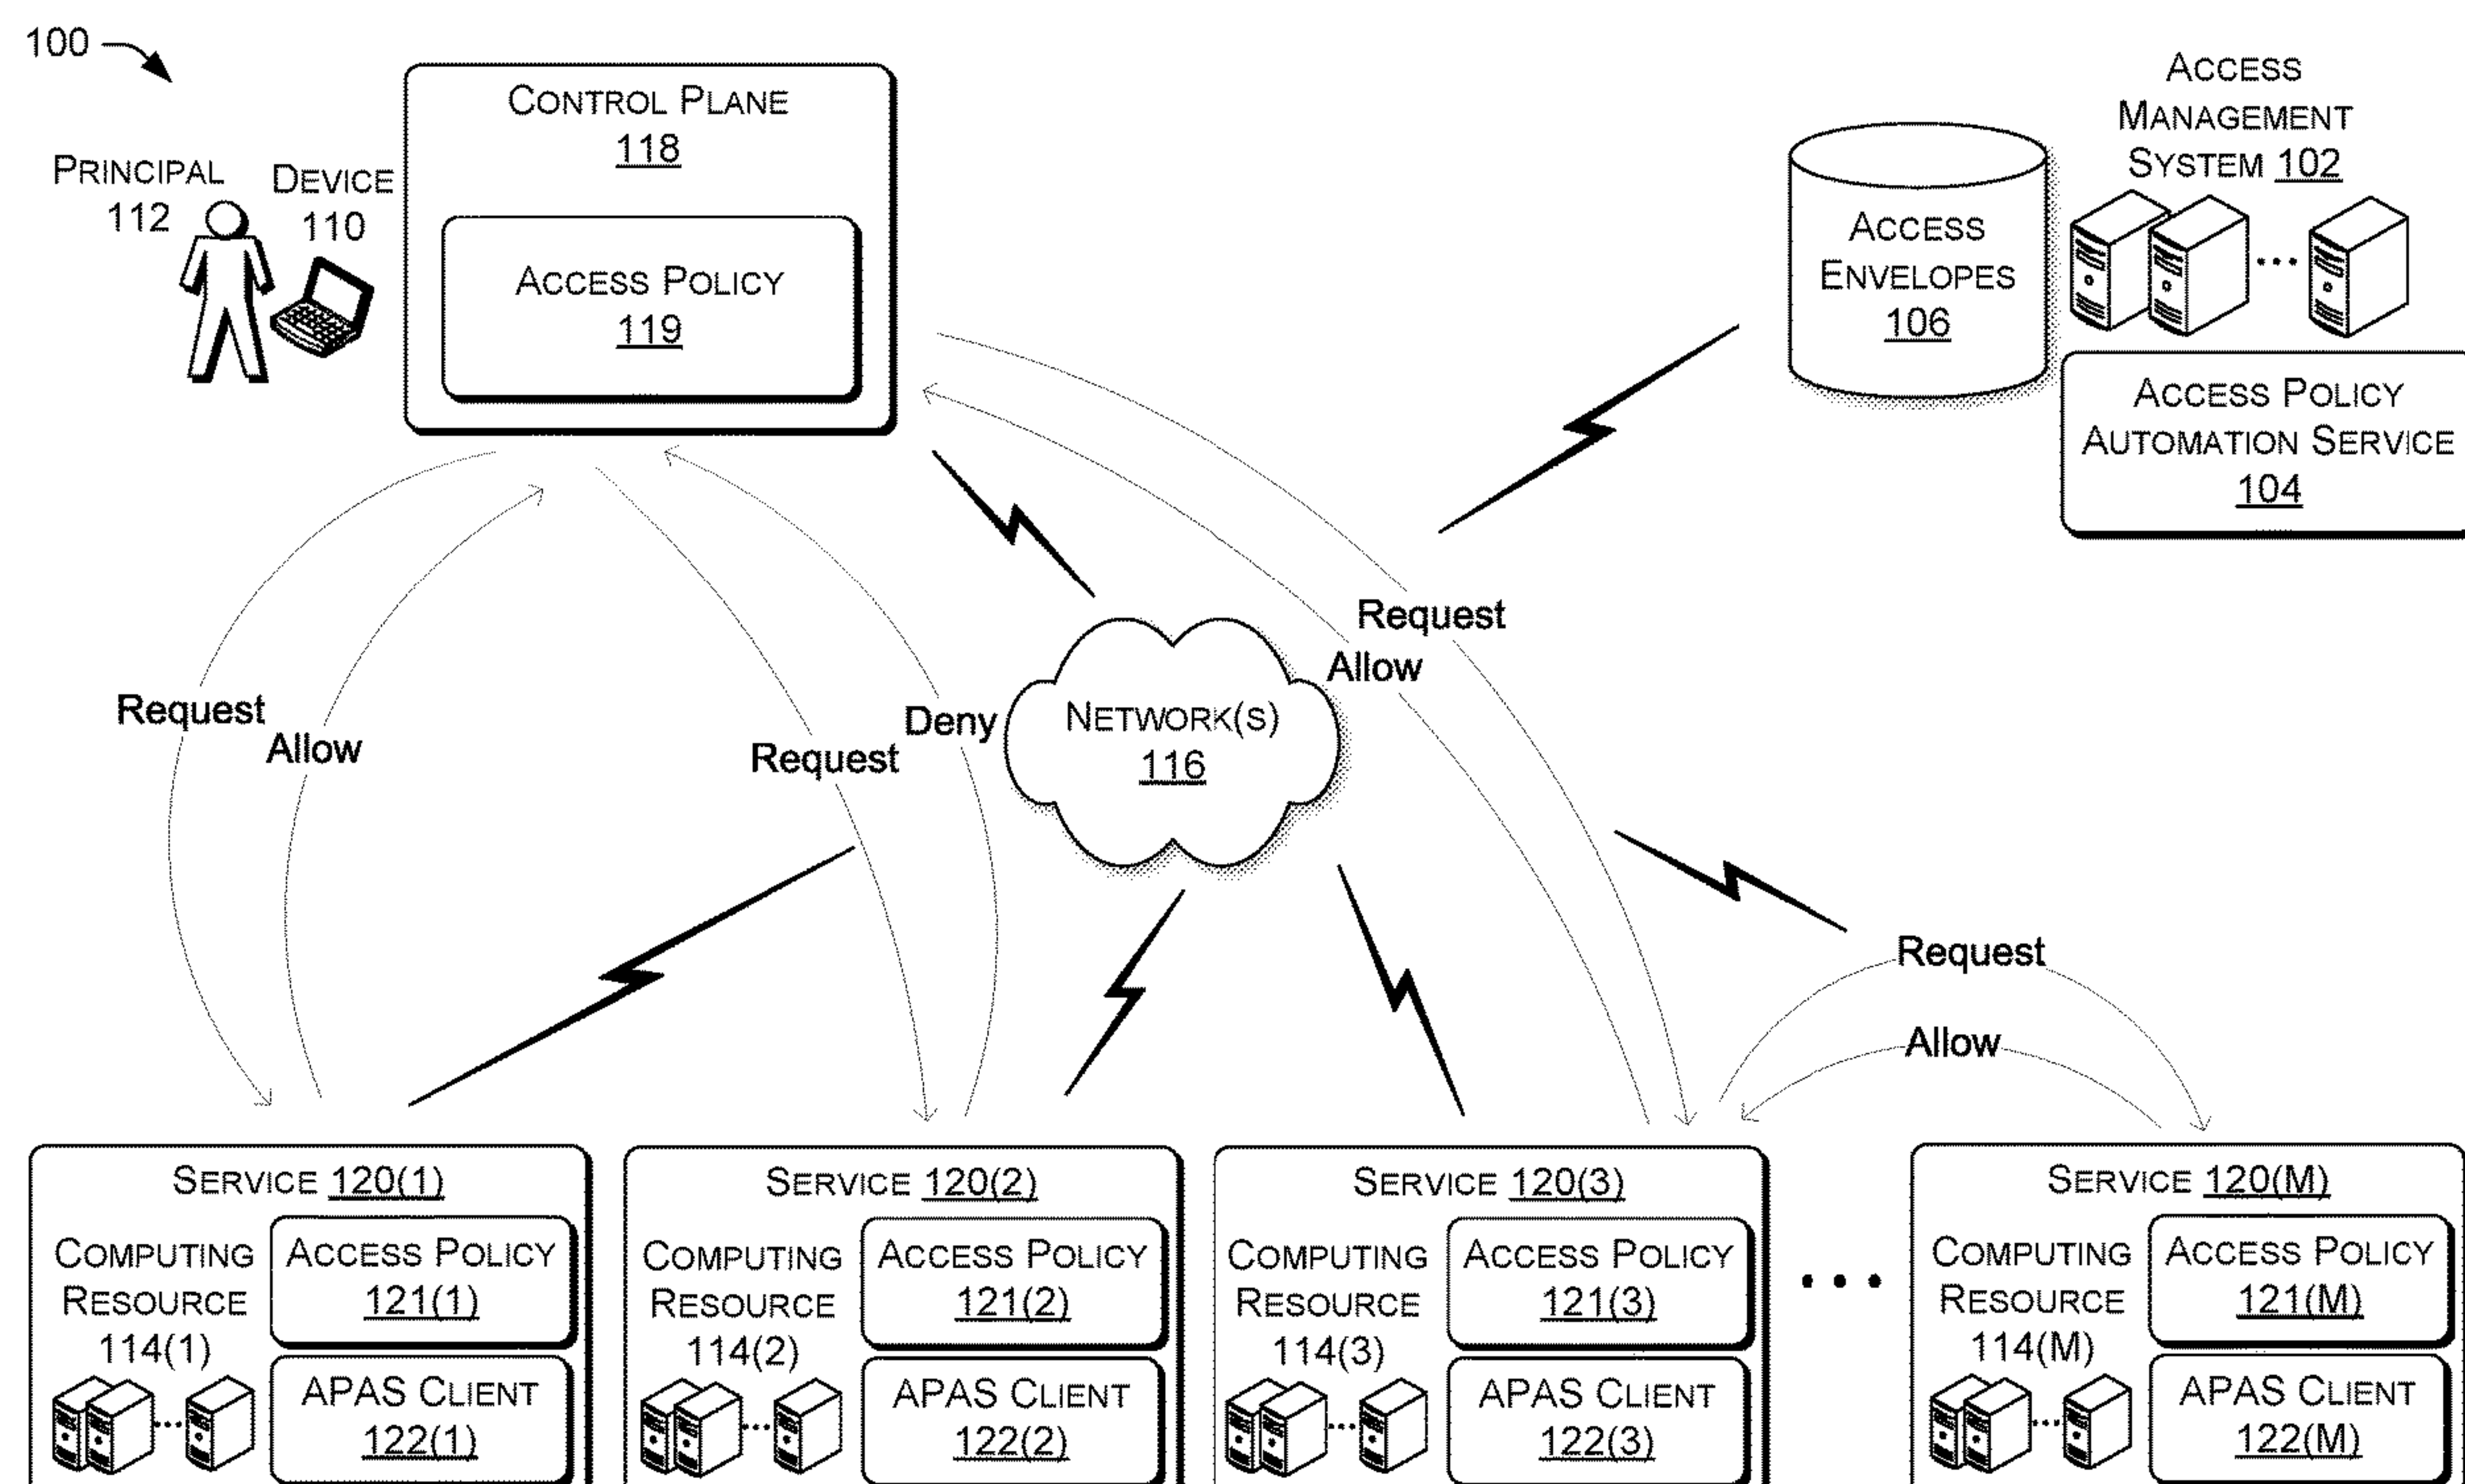 100
PRINCIPAL
112
DEVICE
110
CONTROL PLANE
118
ACCESS POLICY
119
ACCESS
ENVELOPES
106
ACCESS
MANAGEMENT
SYSTEM 102
ACCESS POLICY
AUTOMATION SERVICE
104
Request
Allow
Request
Deny
NETWORK(S)
116
Request
Allow
Request
Allow
SERVICE 120(1)
COMPUTING
RESOURCE
114(1)
ACCESS POLICY
121(1)
APAS CLIENT
122(1)
SERVICE 120(2)
COMPUTING
RESOURCE
114(2)
ACCESS POLICY
121(2)
APAS CLIENT
122(2)
SERVICE 120(3)
COMPUTING
RESOURCE
114(3)
ACCESS POLICY
121(3)
APAS CLIENT
122(3)
SERVICE 120(M)
COMPUTING
RESOURCE
114(M)
ACCESS POLICY
121(M)
APAS CLIENT
122(M)